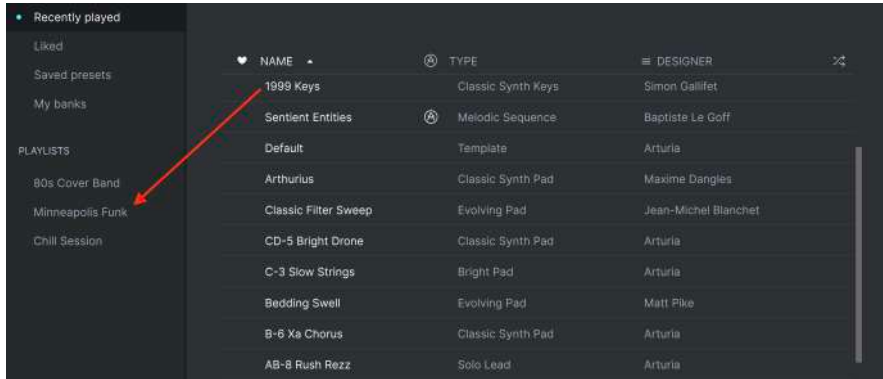 Recently played
Liked
Saved presets
My banks
PLAYLISTS
80s Cover Band
Minneapolis Funk
Chill Session
NAME TYPE DESIGNER
1999 Keys Classic Synth Keys Simon Gallifet
Sentient Entities Melodic Sequence Baptiste Le Goff
Default Template Arturia
Arthurius Classic Synth Pad Maxime Dangles
Classic Filter Sweep Evolving Pad Jean-Michel Blanchet
CD-5 Bright Drone Classic Synth Pad Arturia
C-3 Slow Strings Bright Pad Arturia
Bedding Swell Evolving Pad Matt Pike
B-6 Xa Chorus Classic Synth Pad Arturia
AB-8 Rush Rezz Solo Lead Arturia